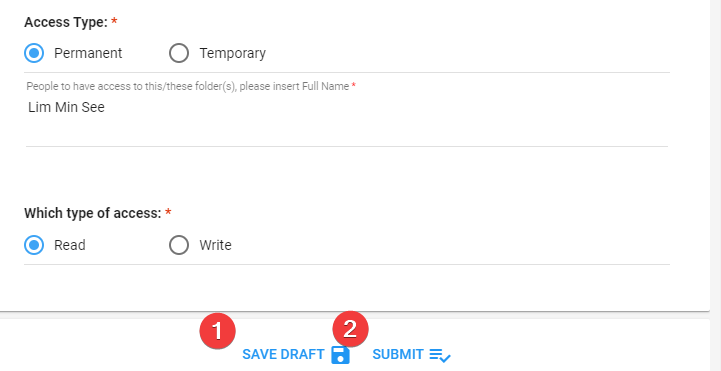 Access Type: *
Permanent Temporary
People to have access to this/these folder(s), please insert Full Name *
Lim Min See
Which type of access: *
Read Write
1 2
SAVE DRAFT SUBMIT